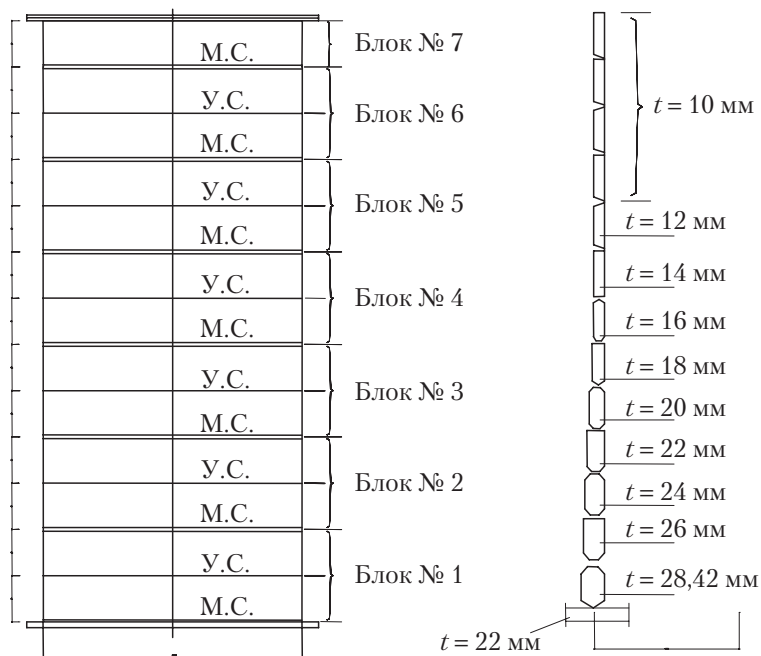 М.С.
Блок № 7
У.С.
Блок № 6
М.С.
У.С.
Блок № 5
М.С.
У.С.
Блок № 4
М.С.
У.С.
Блок № 3
М.С.
У.С.
Блок № 2
М.С.
У.С.
Блок № 1
М.С.
t = 10 мм
t = 12 мм
t = 14 мм
t = 16 мм
t = 18 мм
t = 20 мм
t = 22 мм
t = 24 мм
t = 26 мм
t = 28,42 мм
t = 22 мм